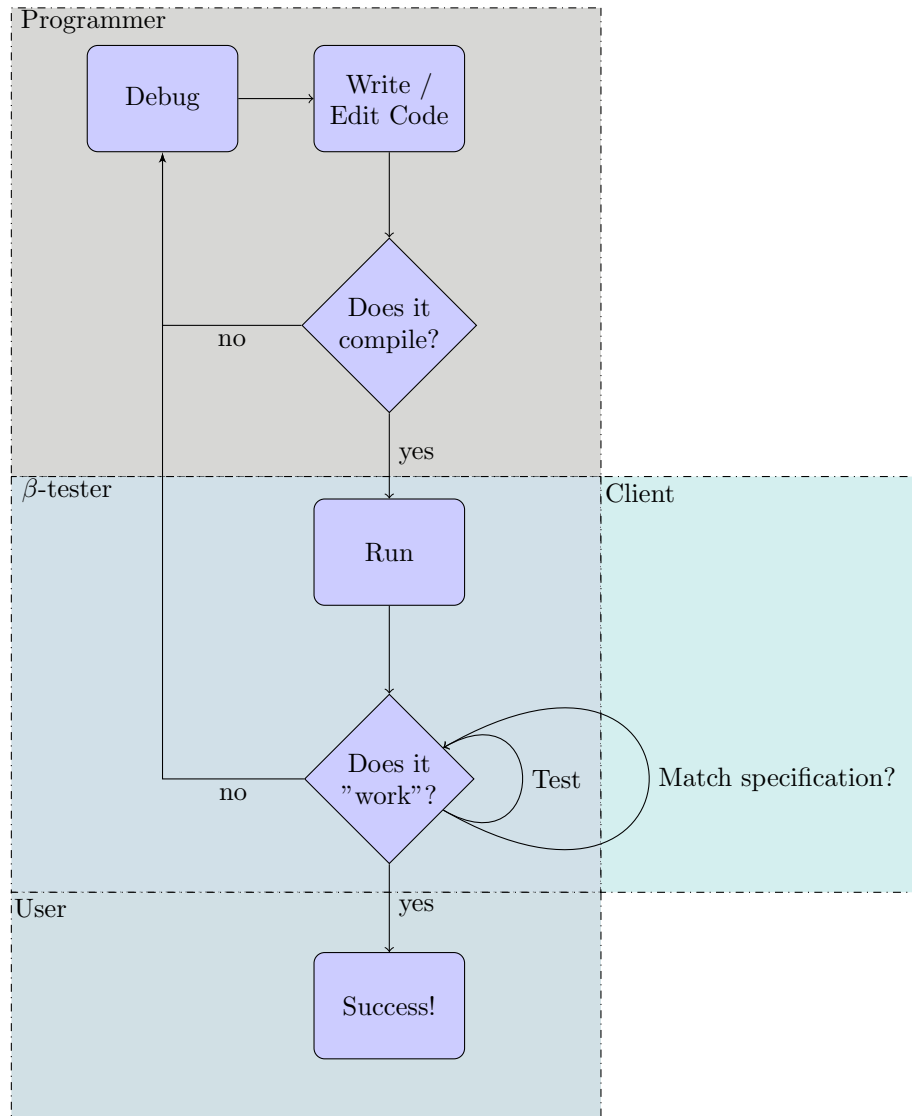 Programmer
Debug
Write /
Edit Code
Does it
compile?
no
yes
β-tester
Client
Run
Does it
”work”?
no
Test
Match specification?
yes
User
Success!